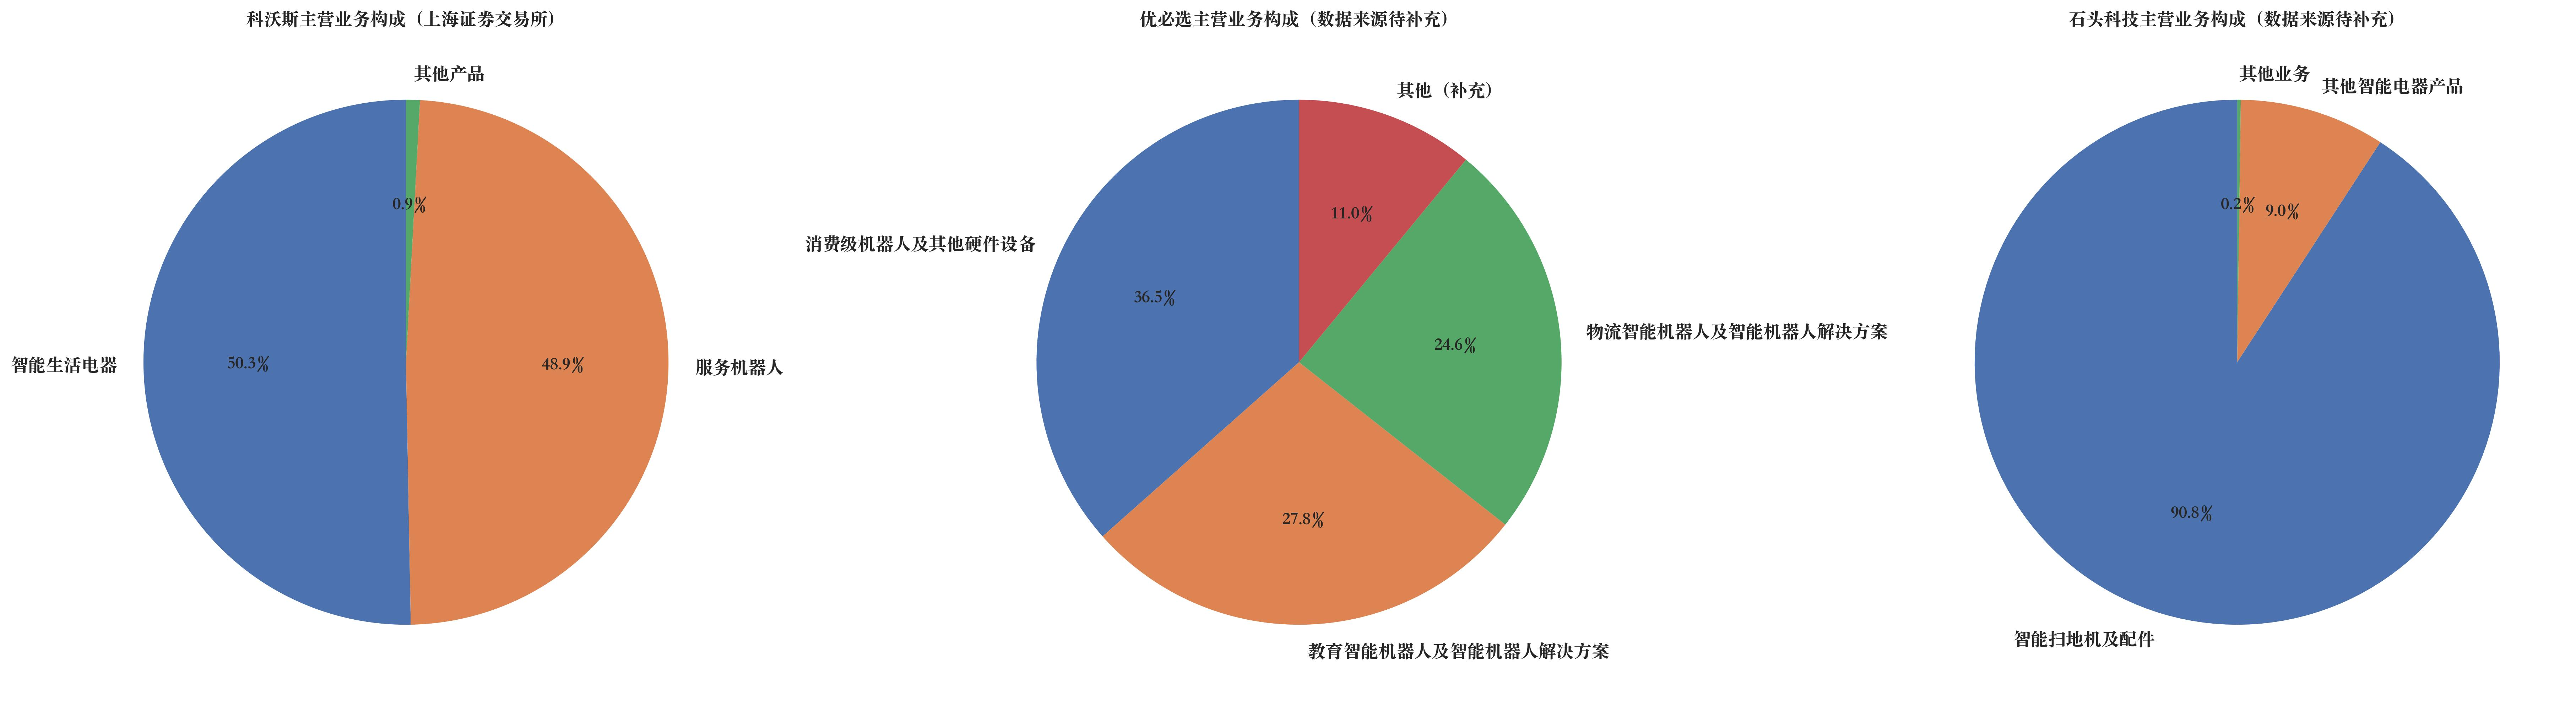 科沃斯主营业务构成（上海证券交易所）
其他产品
0.9%
智能生活电器
50.3%
48.9%
服务机器人
优必选主营业务构成（数据来源待补充）
其他（补充）
11.0%
消费级机器人及其他硬件设备
36.5%
24.6%
物流智能机器人及智能机器人解决方案
27.8%
教育智能机器人及智能机器人解决方案
石头科技主营业务构成（数据来源待补充）
其他业务
其他智能电器产品
0.2%
9.0%
90.8%
智能扫地机及配件